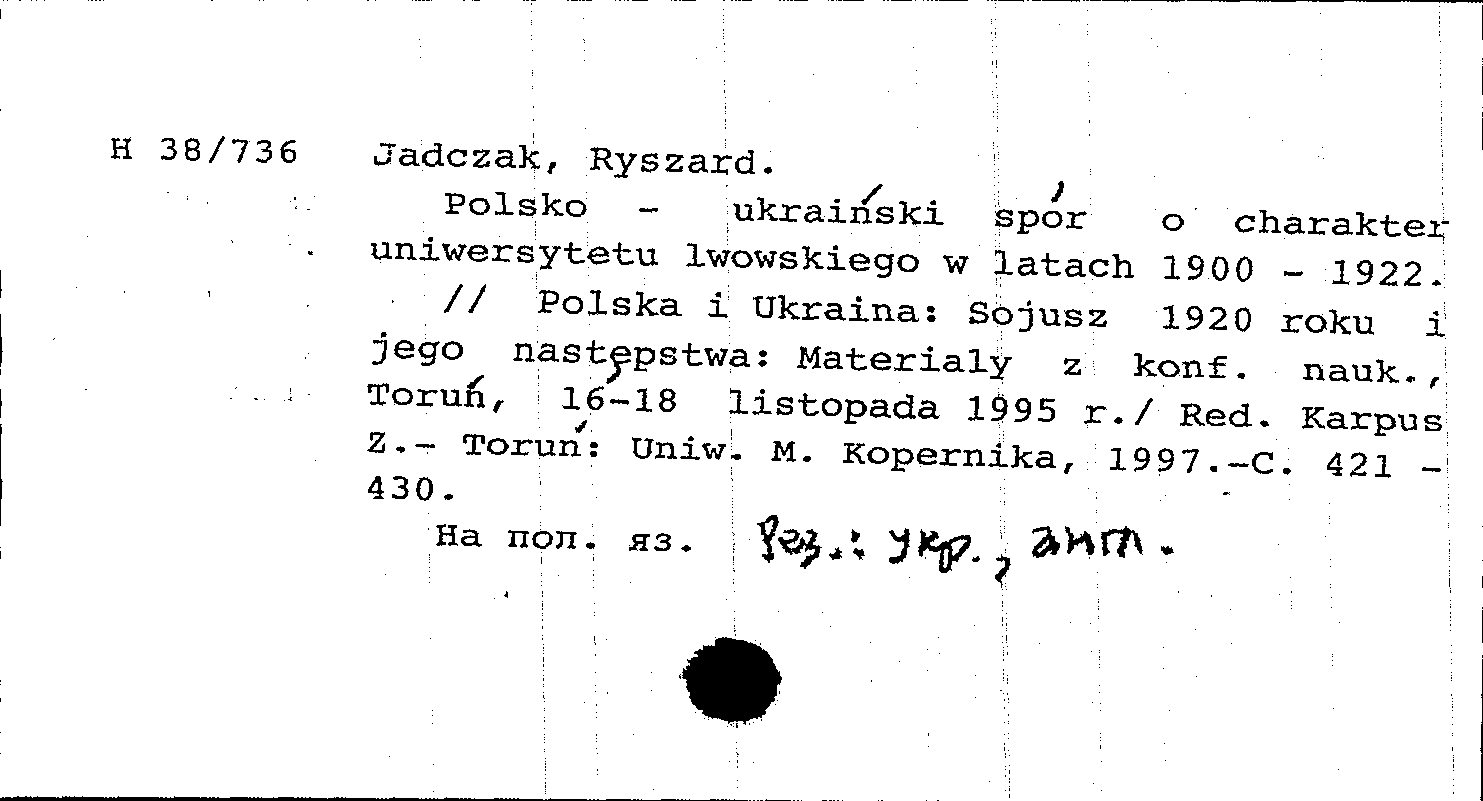 Н 38/736 Jadczak, Ryszard.
Polsko - ukraiński spór o charakter
uniwersytetu lwowskiego w latach 1900 - 1922.
// Polska i Ukraina: Sojusz 1920 roku i
jego następstwa: Materialy z konf. nauk.,
Toruń, 16-18 listopada 1995 r./ Red. Karpus
Z.- Toruń: Uniw. M. Kopernika, 1997.-С. 421 -
430.
На пол. яз. Рез.: укр., англ.